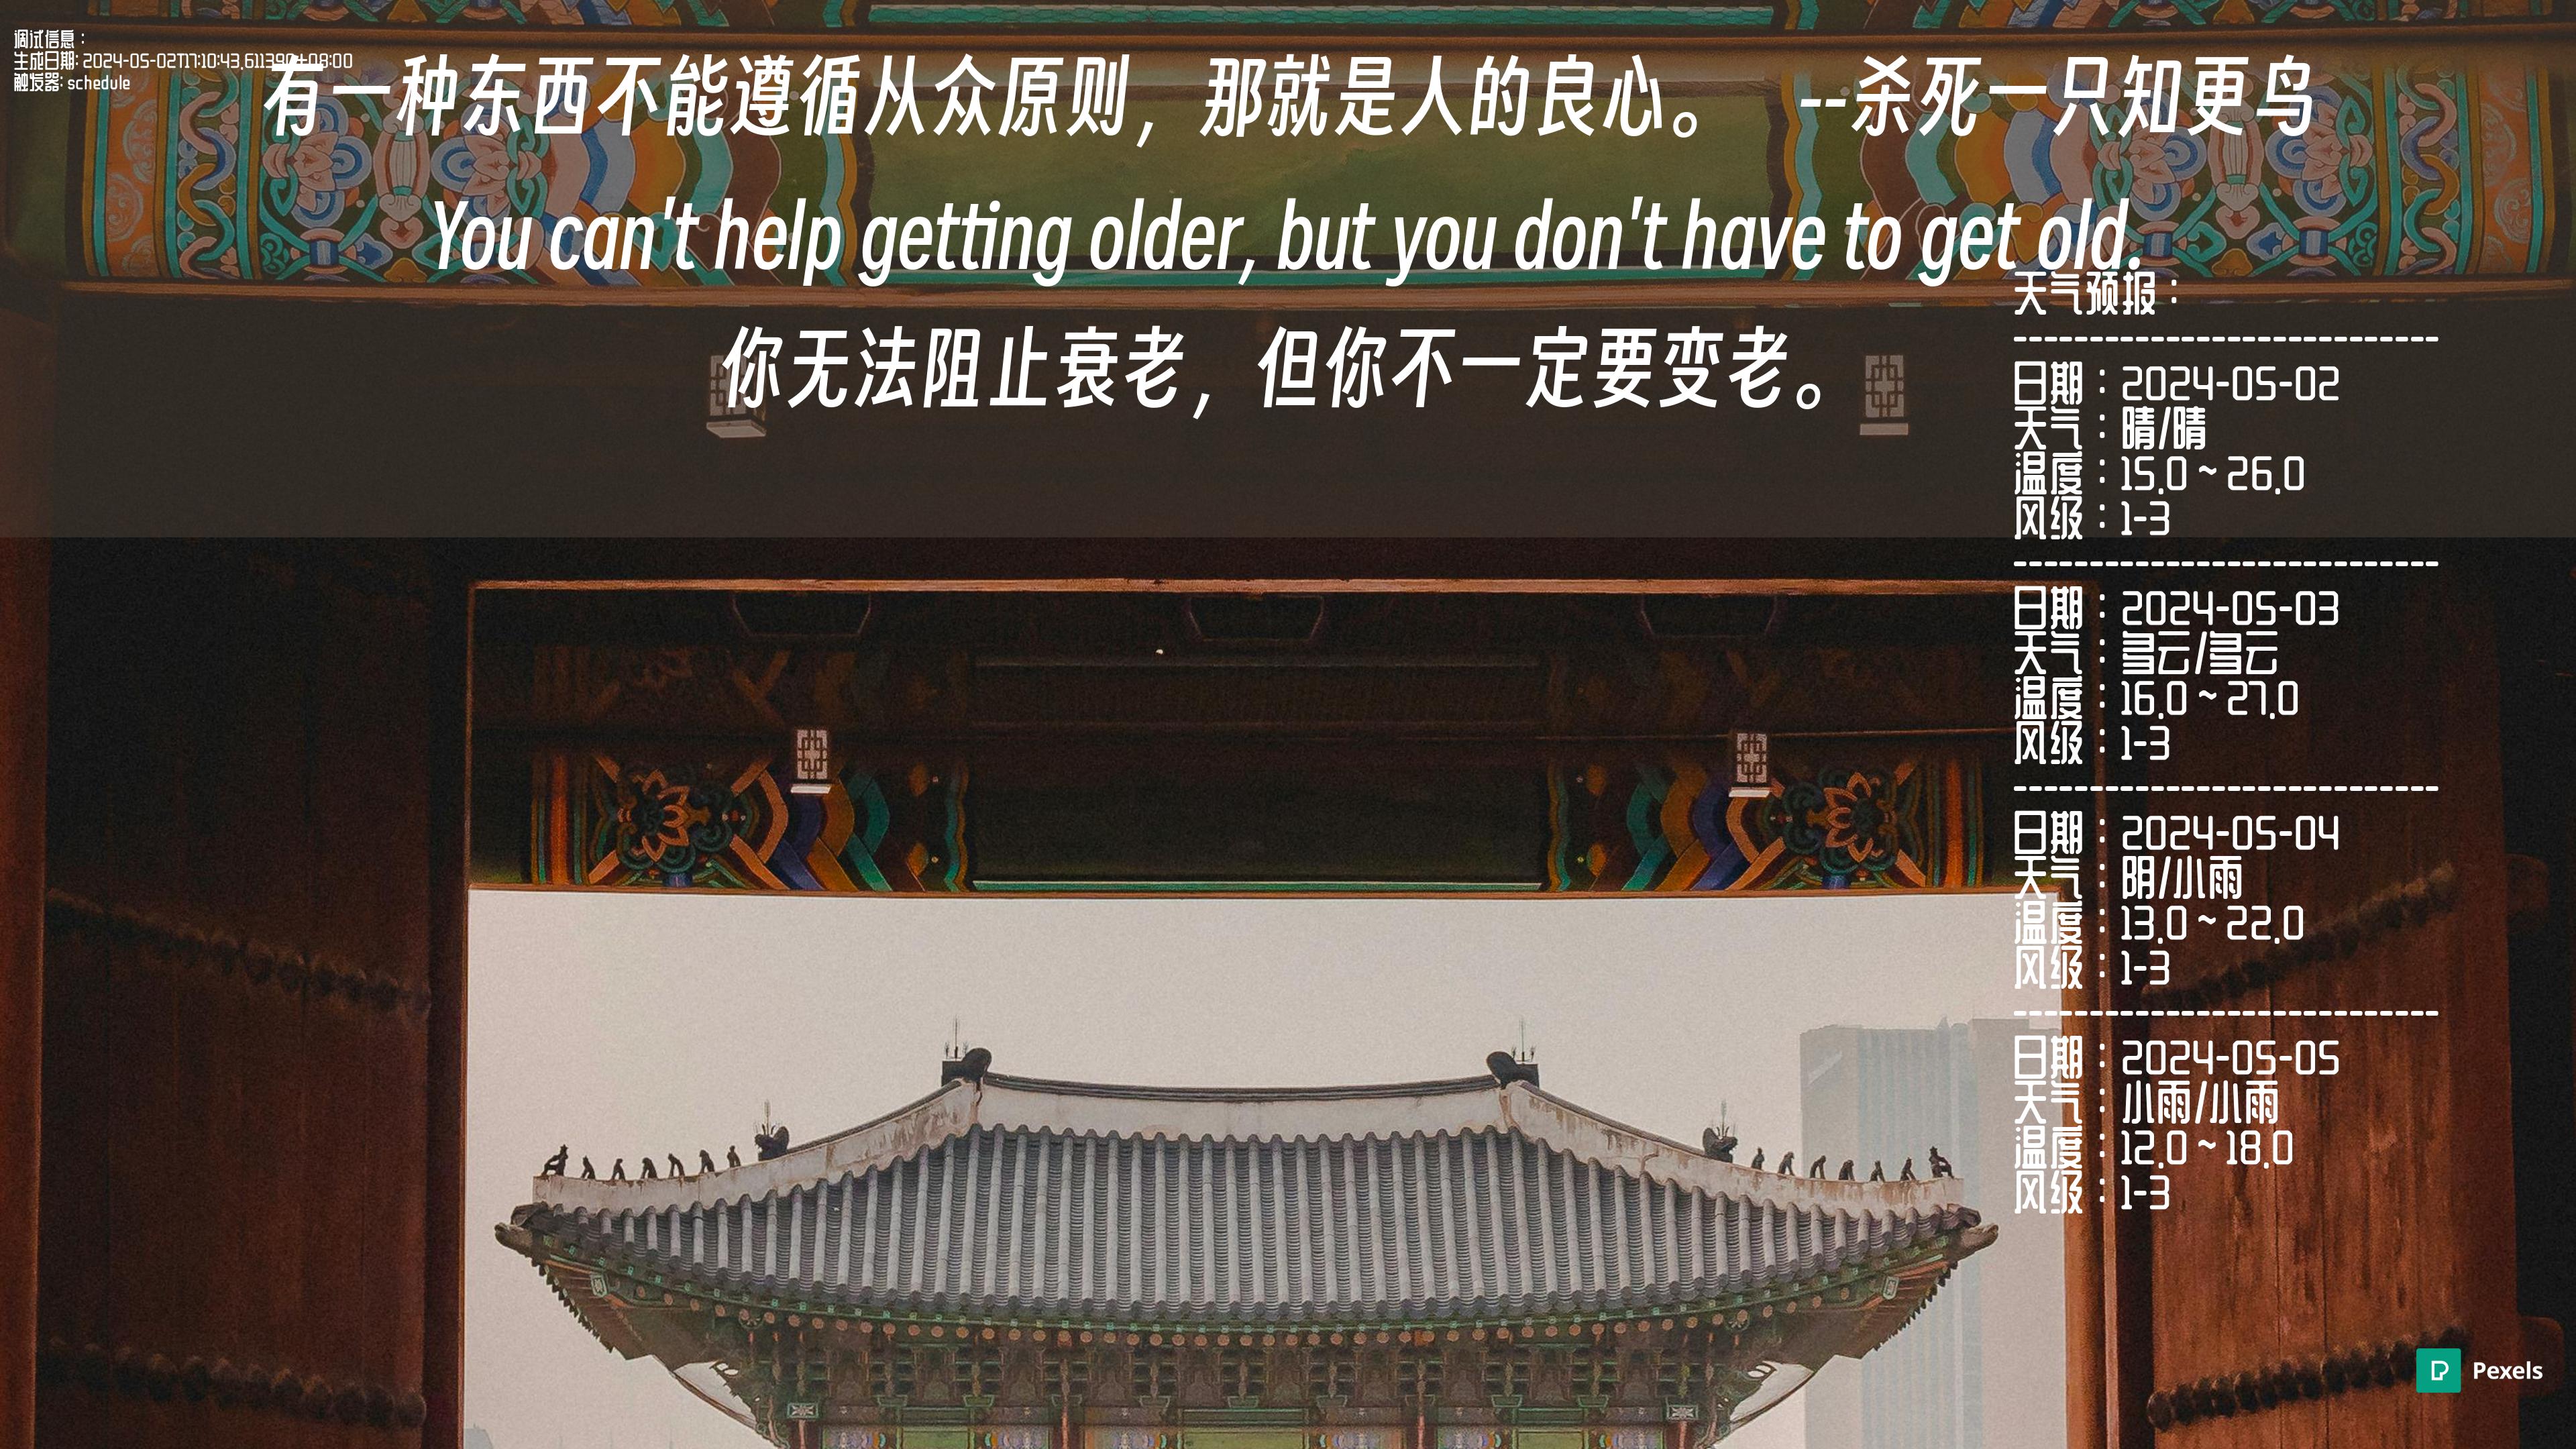 调试信息：
生成日期: 2024-05-02T17:10:43.611390+08:00
触发器: schedule
有一种东西不能遵循从众原则，那就是人的良心。 --杀死一只知更鸟
You can't help getting older, but you don't have to get old.
你无法阻止衰老，但你不一定要变老。
天气预报：
------------------------
日期：2024-05-02
天气：晴/晴
温度：15.0 ~ 26.0
风级：1-3
------------------------
日期：2024-05-03
天气：多云/多云
温度：16.0 ~ 27.0
风级：1-3
------------------------
日期：2024-05-04
天气：阴/小雨
温度：13.0 ~ 22.0
风级：1-3
------------------------
日期：2024-05-05
天气：小雨/小雨
温度：12.0 ~ 18.0
风级：1-3
Pexels